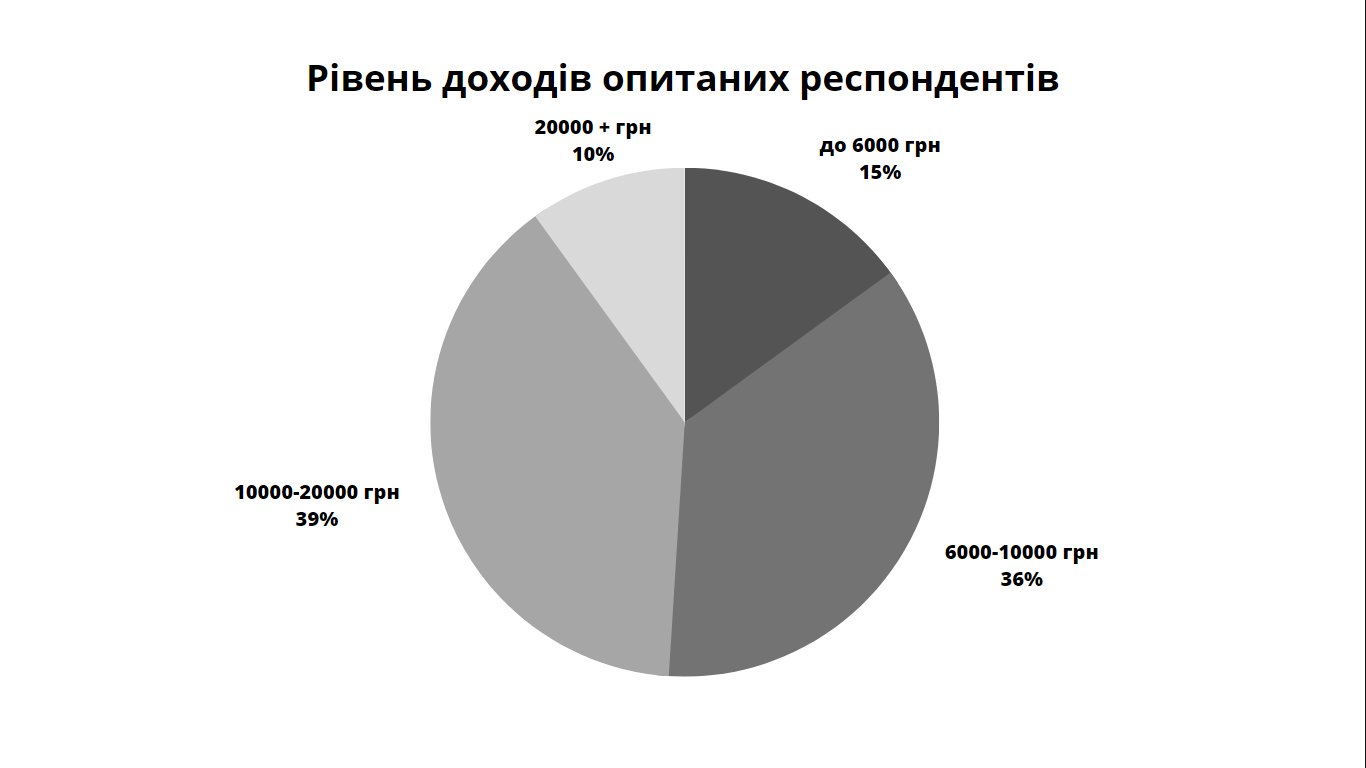 Рівень доходів опитаних респондентів
20000 + грн
10%
до 6000 грн
15%
10000-20000 грн
39%
6000-10000 грн
36%